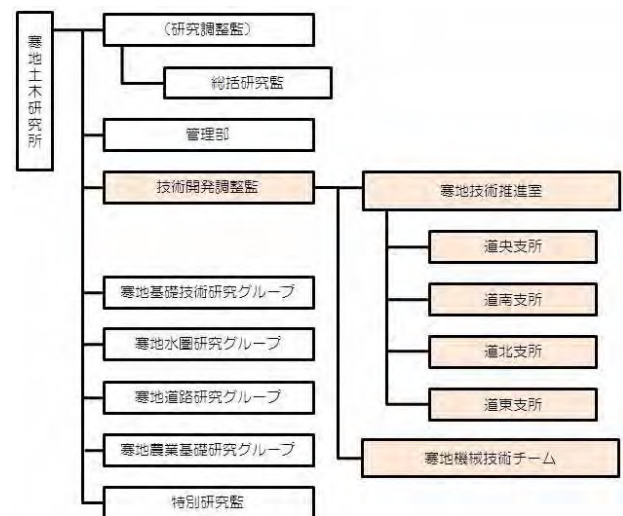 寒地土木研究所
(研究調整監)
総括研究監
管理部
技術開発調整監
寒地技術推進室
道央支所
道南支所
道北支所
道東支所
寒地機械技術チーム
寒地基礎技術研究グループ
寒地水圏研究グループ
寒地道路研究グループ
寒地農業基礎研究グループ
特別研究監